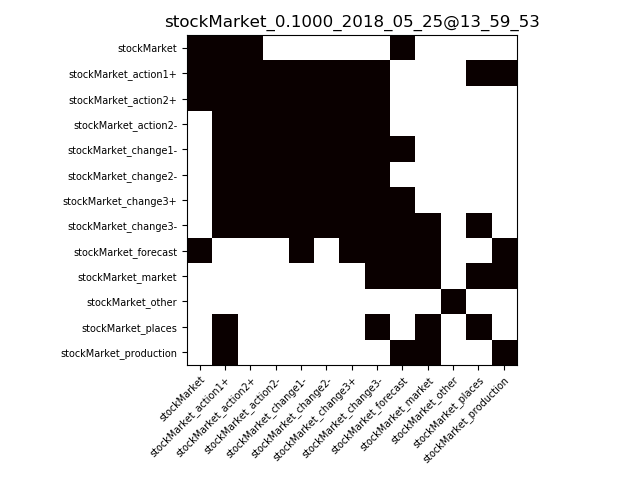 stockMarket_0.1000_2018_05_25@13_59_53
stockMarket
stockMarket_action1+
stockMarket_action2+
stockMarket_action2-
stockMarket_change1-
stockMarket_change2-
stockMarket_change3+
stockMarket_change3-
stockMarket_forecast
stockMarket_market
stockMarket_other
stockMarket_places
stockMarket_production
stockMarket
stockMarket_action1+
stockMarket_action2+
stockMarket_action2-
stockMarket_change1-
stockMarket_change2-
stockMarket_change3+
stockMarket_change3-
stockMarket_forecast
stockMarket_market
stockMarket_other
stockMarket_places
stockMarket_production